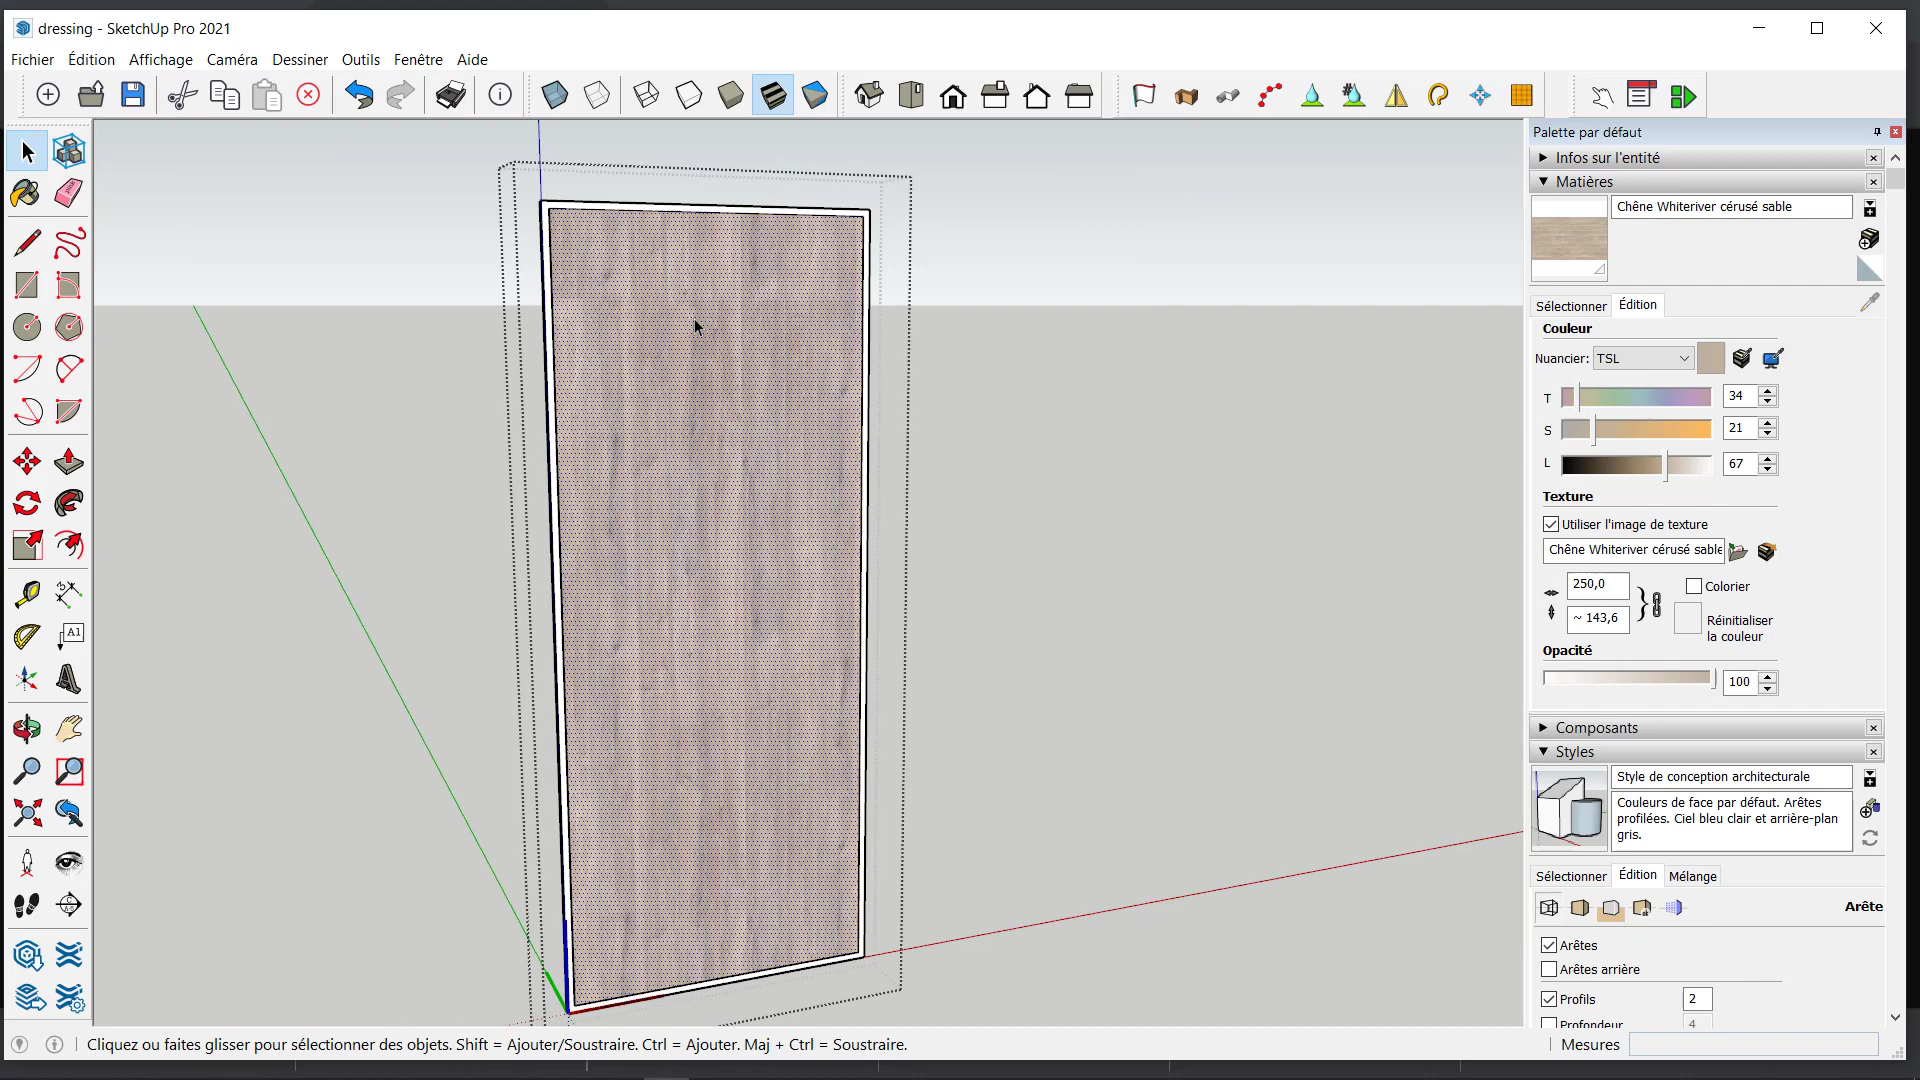 dressing - SketchUp Pro 2021
Fichier Édition Affichage Caméra Dessiner Outils Fenêtre Aide
Palette par défaut
Infos sur l'entité
Matières
Chêne Whiteriver cérusé sable
Sélectionner Édition
Couleur
Nuancier: TSL
T 34
S 21
L 67
Texture
Utiliser l'image de texture
Chêne Whiteriver cérusé sable
250,0
Colorier
~ 143,6
Réinitialiser
la couleur
Opacité
100
A1
Composants
Styles
Style de conception architecturale
Couleurs de face par défaut. Arêtes
profilées. Ciel bleu clair et arrière-plan
gris.
Sélectionner Édition Mélange
Arête
Arêtes
Arêtes arrière
Profils 2
Profondeur 4
Cliquez ou faites glisser pour sélectionner des objets. Shift = Ajouter/Soustraire. Ctrl = Ajouter. Maj + Ctrl = Soustraire.
Mesures